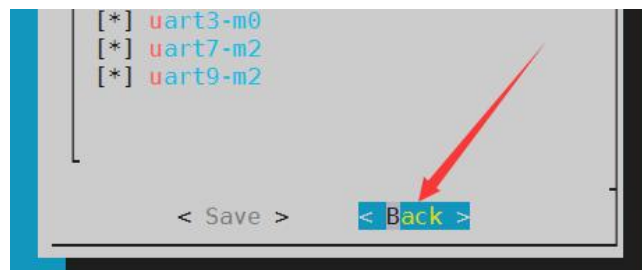 [*] uart3-m0
[*] uart7-m2
[*] uart9-m2
< Save > < Back >